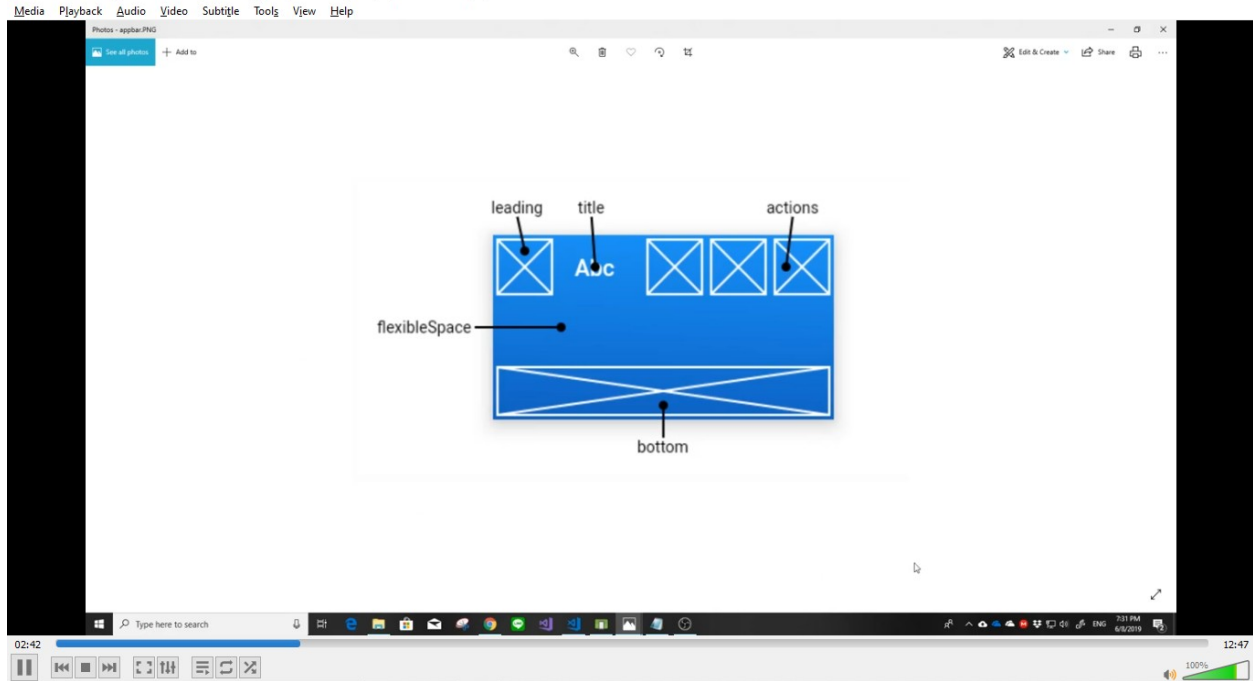 Media Playback Audio Video Subtitle Tools View Help
Photos - appbar.PNG
See all photos + Add to
Edit & Create Share
leading title actions
Abc
flexibleSpace
bottom
Type here to search
ENG
7:31 PM
6/8/2019
2
02:42
12:47
100%